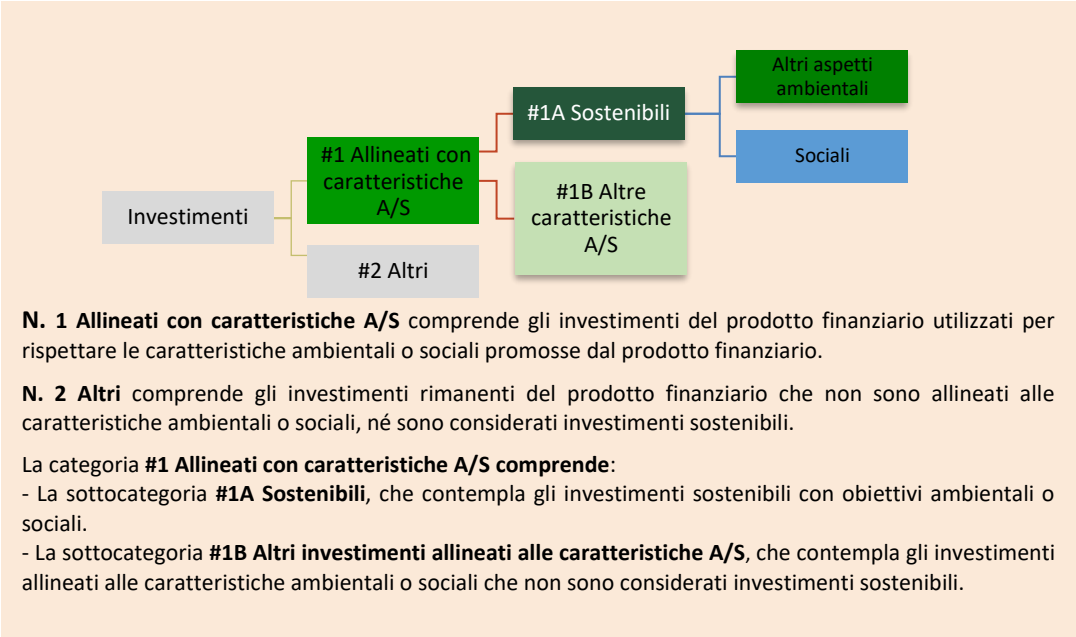 Altri aspetti
ambientali
#1A Sostenibili
Sociali
#1 Allineati con
caratteristiche
A/S
#1B Altre
caratteristiche
A/S
Investimenti
#2 Altri
N. 1 Allineati con caratteristiche A/S comprende gli investimenti del prodotto finanziario utilizzati per
rispettare le caratteristiche ambientali o sociali promosse dal prodotto finanziario.
N. 2 Altri comprende gli investimenti rimanenti del prodotto finanziario che non sono allineati alle
caratteristiche ambientali o sociali, né sono considerati investimenti sostenibili.
La categoria #1 Allineati con caratteristiche A/S comprende:
- La sottocategoria #1A Sostenibili, che contempla gli investimenti sostenibili con obiettivi ambientali o
sociali.
- La sottocategoria #1B Altri investimenti allineati alle caratteristiche A/S, che contempla gli investimenti
allineati alle caratteristiche ambientali o sociali che non sono considerati investimenti sostenibili.